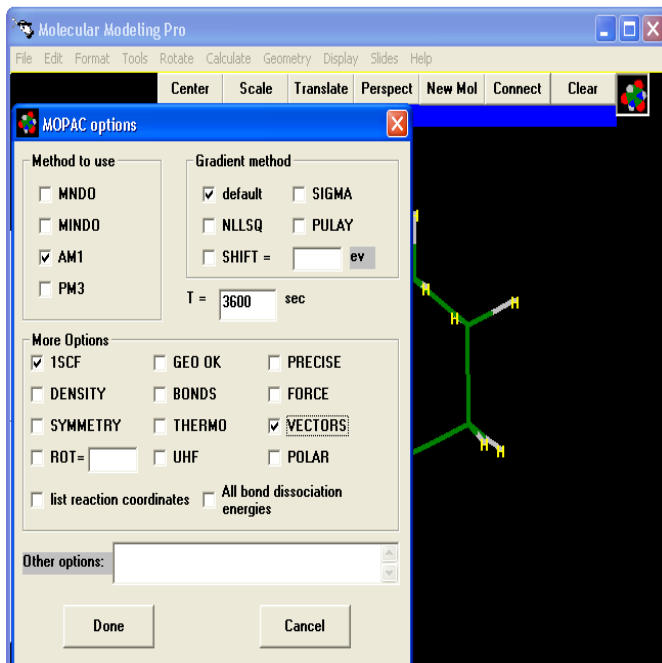 Molecular Modeling Pro
File Edit Format Tools Rotate Calculate Geometry Display Slides Help
Center Scale Translate Perspect New Mol Connect Clear
MOPAC options
Method to use
MNDO
MINDO
AM1
PM3
Gradient method
default SIGMA
NLLSQ PULAY
SHIFT = ev
T = 3600 sec
More Options
1SCF GEO OK PRECISE
DENSITY BONDS FORCE
SYMMETRY THERMO VECTORS
ROT= UHF POLAR
list reaction coordinates All bond dissociation
energies
Other options:
Done Cancel
H
H
H
H
H
H